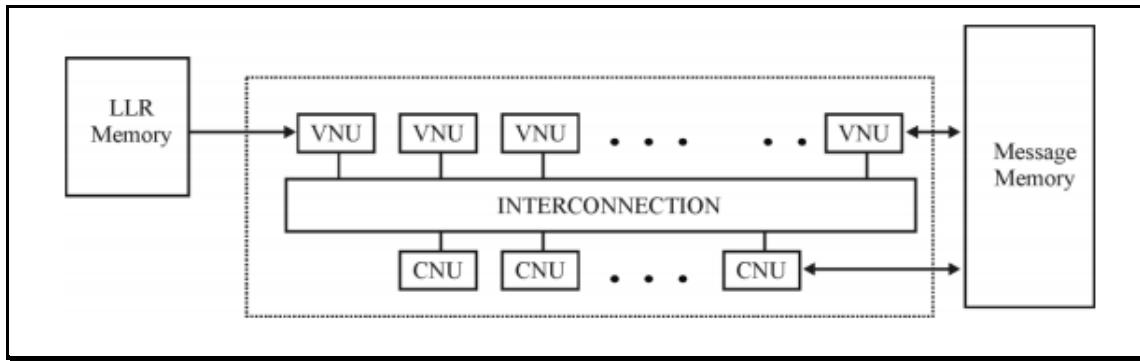 LLR
Memory
VNU VNU VNU VNU
Message
Memory
INTERCONNECTION
CNU CNU CNU